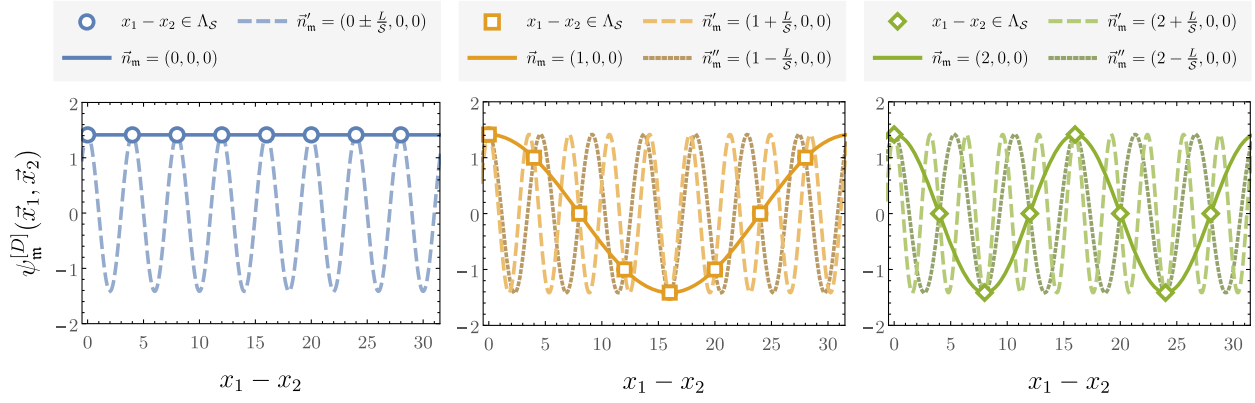 x₁ − x₂ ∈ Λ_𝒮   n⃗′_𝔪 = (0 ± L/𝒮, 0, 0)
n⃗_𝔪 = (0, 0, 0)
x₁ − x₂ ∈ Λ_𝒮   n⃗′_𝔪 = (1 + L/𝒮, 0, 0)
n⃗_𝔪 = (1, 0, 0)   n⃗″_𝔪 = (1 − L/𝒮, 0, 0)
x₁ − x₂ ∈ Λ_𝒮   n⃗′_𝔪 = (2 + L/𝒮, 0, 0)
n⃗_𝔪 = (2, 0, 0)   n⃗″_𝔪 = (2 − L/𝒮, 0, 0)
ψ_𝔪^[D](x⃗₁, x⃗₂)
2
1
0
−1
−2
0 5 10 15 20 25 30
x₁ − x₂
2
1
0
−1
−2
0 5 10 15 20 25 30
x₁ − x₂
2
1
0
−1
−2
0 5 10 15 20 25 30
x₁ − x₂